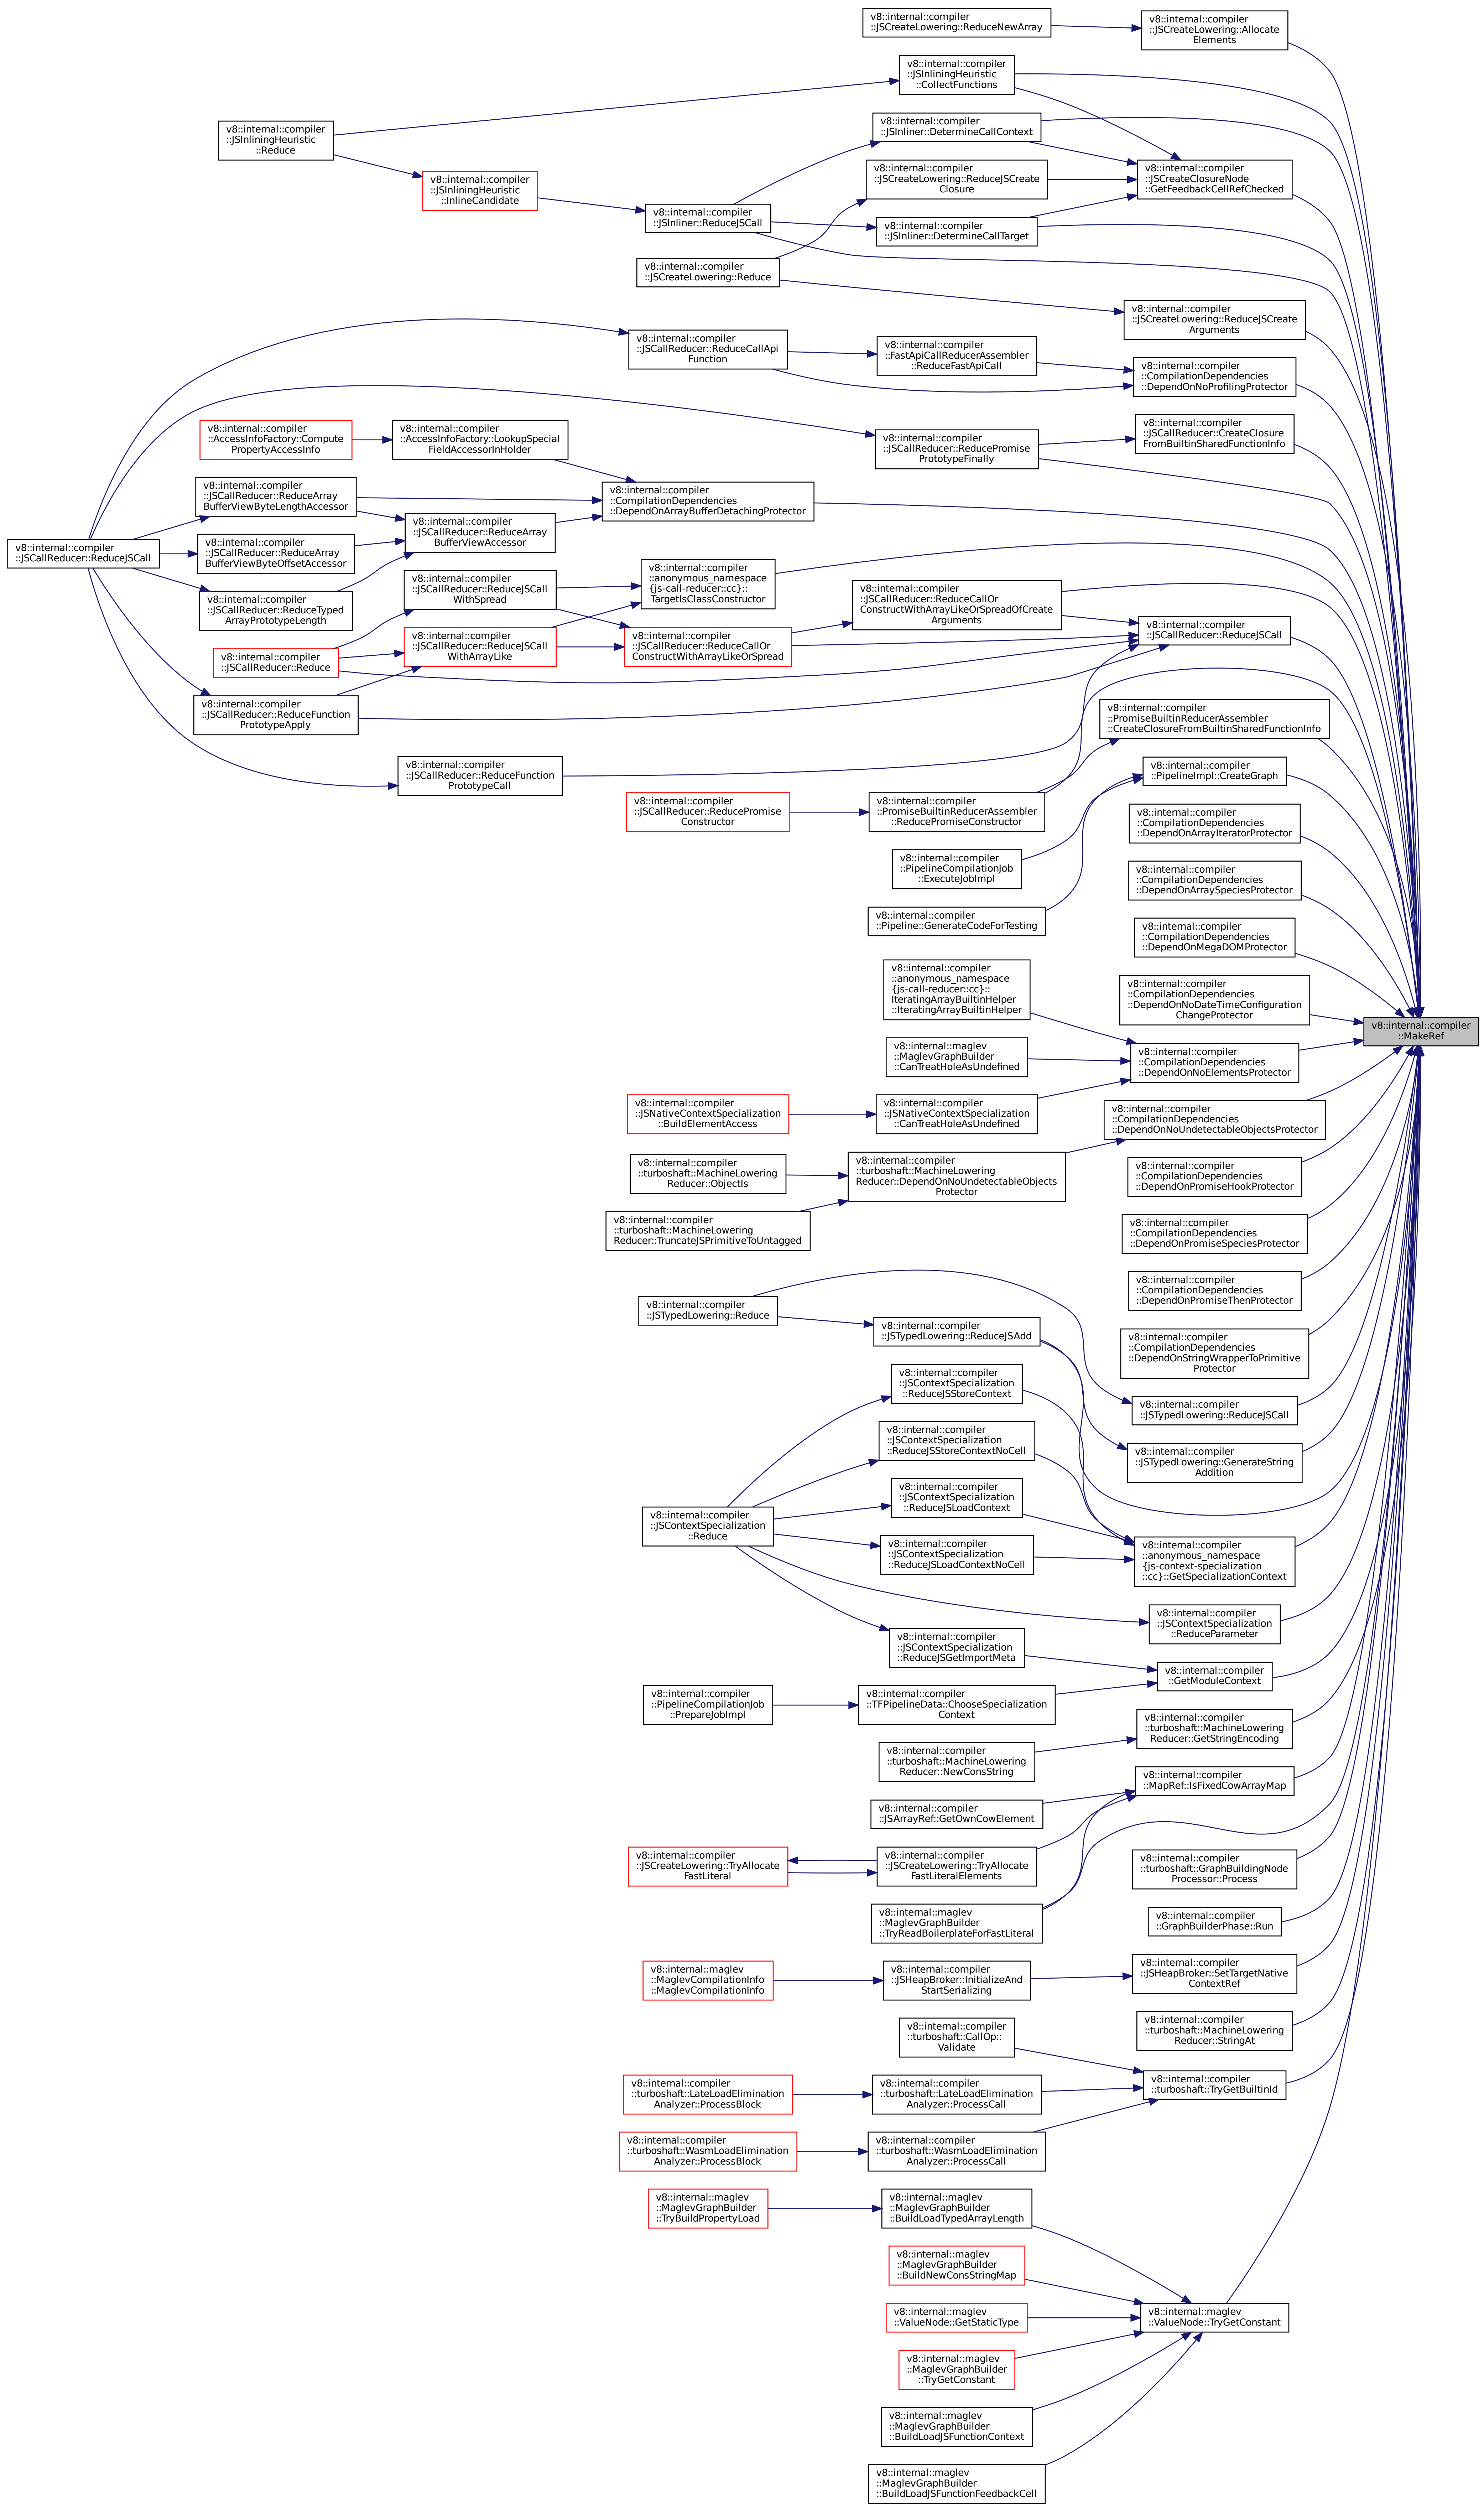 v8::internal::compiler
::JSCreateLowering::ReduceNewArray
v8::internal::compiler
::JSCreateLowering::Allocate
Elements
v8::internal::compiler
::JSInliningHeuristic
::CollectFunctions
v8::internal::compiler
::JSInliningHeuristic
::Reduce
v8::internal::compiler
::JSInliner::DetermineCallContext
v8::internal::compiler
::JSInliningHeuristic
::InlineCandidate
v8::internal::compiler
::JSCreateLowering::ReduceJSCreate
Closure
v8::internal::compiler
::JSCreateClosureNode
::GetFeedbackCellRefChecked
v8::internal::compiler
::JSInliner::ReduceJSCall
v8::internal::compiler
::JSInliner::DetermineCallTarget
v8::internal::compiler
::JSCreateLowering::Reduce
v8::internal::compiler
::JSCreateLowering::ReduceJSCreate
Arguments
v8::internal::compiler
::JSCallReducer::ReduceCallApi
Function
v8::internal::compiler
::FastApiCallReducerAssembler
::ReduceFastApiCall
v8::internal::compiler
::CompilationDependencies
::DependOnNoProfilingProtector
v8::internal::compiler
::AccessInfoFactory::Compute
PropertyAccessInfo
v8::internal::compiler
::AccessInfoFactory::LookupSpecial
FieldAccessorInHolder
v8::internal::compiler
::JSCallReducer::ReducePromise
PrototypeFinally
v8::internal::compiler
::JSCallReducer::CreateClosure
FromBuiltinSharedFunctionInfo
v8::internal::compiler
::JSCallReducer::ReduceArray
BufferViewByteLengthAccessor
v8::internal::compiler
::CompilationDependencies
::DependOnArrayBufferDetachingProtector
v8::internal::compiler
::JSCallReducer::ReduceJSCall
v8::internal::compiler
::JSCallReducer::ReduceArray
BufferViewByteOffsetAccessor
v8::internal::compiler
::JSCallReducer::ReduceArray
BufferViewAccessor
v8::internal::compiler
::JSCallReducer::ReduceTyped
ArrayPrototypeLength
v8::internal::compiler
::JSCallReducer::ReduceJSCall
WithSpread
v8::internal::compiler
::anonymous_namespace
{js-call-reducer::cc}::
TargetIsClassConstructor
v8::internal::compiler
::JSCallReducer::ReduceCallOr
ConstructWithArrayLikeOrSpreadOfCreate
Arguments
v8::internal::compiler
::JSCallReducer::Reduce
v8::internal::compiler
::JSCallReducer::ReduceJSCall
WithArrayLike
v8::internal::compiler
::JSCallReducer::ReduceCallOr
ConstructWithArrayLikeOrSpread
v8::internal::compiler
::JSCallReducer::ReduceJSCall
v8::internal::compiler
::JSCallReducer::ReduceFunction
PrototypeApply
v8::internal::compiler
::PromiseBuiltinReducerAssembler
::CreateClosureFromBuiltinSharedFunctionInfo
v8::internal::compiler
::JSCallReducer::ReduceFunction
PrototypeCall
v8::internal::compiler
::PipelineImpl::CreateGraph
v8::internal::compiler
::JSCallReducer::ReducePromise
Constructor
v8::internal::compiler
::PromiseBuiltinReducerAssembler
::ReducePromiseConstructor
v8::internal::compiler
::CompilationDependencies
::DependOnArrayIteratorProtector
v8::internal::compiler
::PipelineCompilationJob
::ExecuteJobImpl
v8::internal::compiler
::CompilationDependencies
::DependOnArraySpeciesProtector
v8::internal::compiler
::Pipeline::GenerateCodeForTesting
v8::internal::compiler
::CompilationDependencies
::DependOnMegaDOMProtector
v8::internal::compiler
::anonymous_namespace
{js-call-reducer::cc}::
IteratingArrayBuiltinHelper
::IteratingArrayBuiltinHelper
v8::internal::compiler
::CompilationDependencies
::DependOnNoDateTimeConfiguration
ChangeProtector
v8::internal::compiler
::MakeRef
v8::internal::maglev
::MaglevGraphBuilder
::CanTreatHoleAsUndefined
v8::internal::compiler
::CompilationDependencies
::DependOnNoElementsProtector
v8::internal::compiler
::JSNativeContextSpecialization
::BuildElementAccess
v8::internal::compiler
::JSNativeContextSpecialization
::CanTreatHoleAsUndefined
v8::internal::compiler
::CompilationDependencies
::DependOnNoUndetectableObjectsProtector
v8::internal::compiler
::turboshaft::MachineLowering
Reducer::ObjectIs
v8::internal::compiler
::turboshaft::MachineLowering
Reducer::DependOnNoUndetectableObjects
Protector
v8::internal::compiler
::CompilationDependencies
::DependOnPromiseHookProtector
v8::internal::compiler
::turboshaft::MachineLowering
Reducer::TruncateJSPrimitiveToUntagged
v8::internal::compiler
::CompilationDependencies
::DependOnPromiseSpeciesProtector
v8::internal::compiler
::CompilationDependencies
::DependOnPromiseThenProtector
v8::internal::compiler
::JSTypedLowering::Reduce
v8::internal::compiler
::JSTypedLowering::ReduceJSAdd
v8::internal::compiler
::CompilationDependencies
::DependOnStringWrapperToPrimitive
Protector
v8::internal::compiler
::JSContextSpecialization
::ReduceJSStoreContext
v8::internal::compiler
::JSTypedLowering::ReduceJSCall
v8::internal::compiler
::JSContextSpecialization
::ReduceJSStoreContextNoCell
v8::internal::compiler
::JSTypedLowering::GenerateString
Addition
v8::internal::compiler
::JSContextSpecialization
::Reduce
v8::internal::compiler
::JSContextSpecialization
::ReduceJSLoadContext
v8::internal::compiler
::JSContextSpecialization
::ReduceJSLoadContextNoCell
v8::internal::compiler
::anonymous_namespace
{js-context-specialization
::cc}::GetSpecializationContext
v8::internal::compiler
::JSContextSpecialization
::ReduceParameter
v8::internal::compiler
::JSContextSpecialization
::ReduceJSGetImportMeta
v8::internal::compiler
::GetModuleContext
v8::internal::compiler
::PipelineCompilationJob
::PrepareJobImpl
v8::internal::compiler
::TFPipelineData::ChooseSpecialization
Context
v8::internal::compiler
::turboshaft::MachineLowering
Reducer::GetStringEncoding
v8::internal::compiler
::turboshaft::MachineLowering
Reducer::NewConsString
v8::internal::compiler
::MapRef::IsFixedCowArrayMap
v8::internal::compiler
::JSArrayRef::GetOwnCowElement
v8::internal::compiler
::JSCreateLowering::TryAllocate
FastLiteral
v8::internal::compiler
::JSCreateLowering::TryAllocate
FastLiteralElements
v8::internal::compiler
::turboshaft::GraphBuildingNode
Processor::Process
v8::internal::maglev
::MaglevGraphBuilder
::TryReadBoilerplateForFastLiteral
v8::internal::compiler
::GraphBuilderPhase::Run
v8::internal::maglev
::MaglevCompilationInfo
::MaglevCompilationInfo
v8::internal::compiler
::JSHeapBroker::InitializeAnd
StartSerializing
v8::internal::compiler
::JSHeapBroker::SetTargetNative
ContextRef
v8::internal::compiler
::turboshaft::CallOp::
Validate
v8::internal::compiler
::turboshaft::MachineLowering
Reducer::StringAt
v8::internal::compiler
::turboshaft::LateLoadElimination
Analyzer::ProcessBlock
v8::internal::compiler
::turboshaft::LateLoadElimination
Analyzer::ProcessCall
v8::internal::compiler
::turboshaft::TryGetBuiltinId
v8::internal::compiler
::turboshaft::WasmLoadElimination
Analyzer::ProcessBlock
v8::internal::compiler
::turboshaft::WasmLoadElimination
Analyzer::ProcessCall
v8::internal::maglev
::MaglevGraphBuilder
::TryBuildPropertyLoad
v8::internal::maglev
::MaglevGraphBuilder
::BuildLoadTypedArrayLength
v8::internal::maglev
::MaglevGraphBuilder
::BuildNewConsStringMap
v8::internal::maglev
::ValueNode::GetStaticType
v8::internal::maglev
::ValueNode::TryGetConstant
v8::internal::maglev
::MaglevGraphBuilder
::TryGetConstant
v8::internal::maglev
::MaglevGraphBuilder
::BuildLoadJSFunctionContext
v8::internal::maglev
::MaglevGraphBuilder
::BuildLoadJSFunctionFeedbackCell